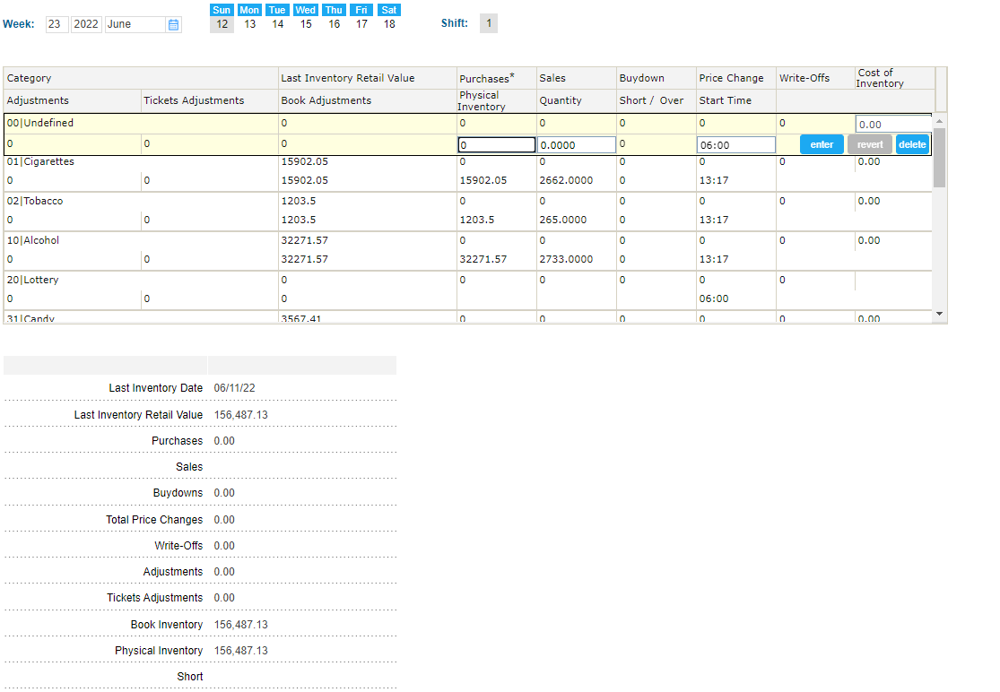 Week: 23 2022 June Sun Mon Tue Wed Thu Fri Sat Shift: 1
12 13 14 15 16 17 18
Category Last Inventory Retail Value Purchases* Sales Buydown Price Change Write-Offs Cost of Inventory
Adjustments Tickets Adjustments Book Adjustments Physical Inventory Quantity Short / Over Start Time
00|Undefined 0 0 0 0 0 0 0.00
0 0 0 0 0.0000 0 06:00 enter revert delete
01|Cigarettes 15902.05 0 0 0 0 0 0.00
0 0 15902.05 15902.05 2662.0000 0 13:17
02|Tobacco 1203.5 0 0 0 0 0 0.00
0 0 1203.5 1203.5 265.0000 0 13:17
10|Alcohol 32271.57 0 0 0 0 0 0.00
0 0 32271.57 32271.57 2733.0000 0 13:17
20|Lottery 0 0 0 0 0 0
0 0 0 06:00
31|Candy 3567.41 0 0 0 0 0 0.00
Last Inventory Date 06/11/22
Last Inventory Retail Value 156,487.13
Purchases 0.00
Sales
Buydowns 0.00
Total Price Changes 0.00
Write-Offs 0.00
Adjustments 0.00
Tickets Adjustments 0.00
Book Inventory 156,487.13
Physical Inventory 156,487.13
Short